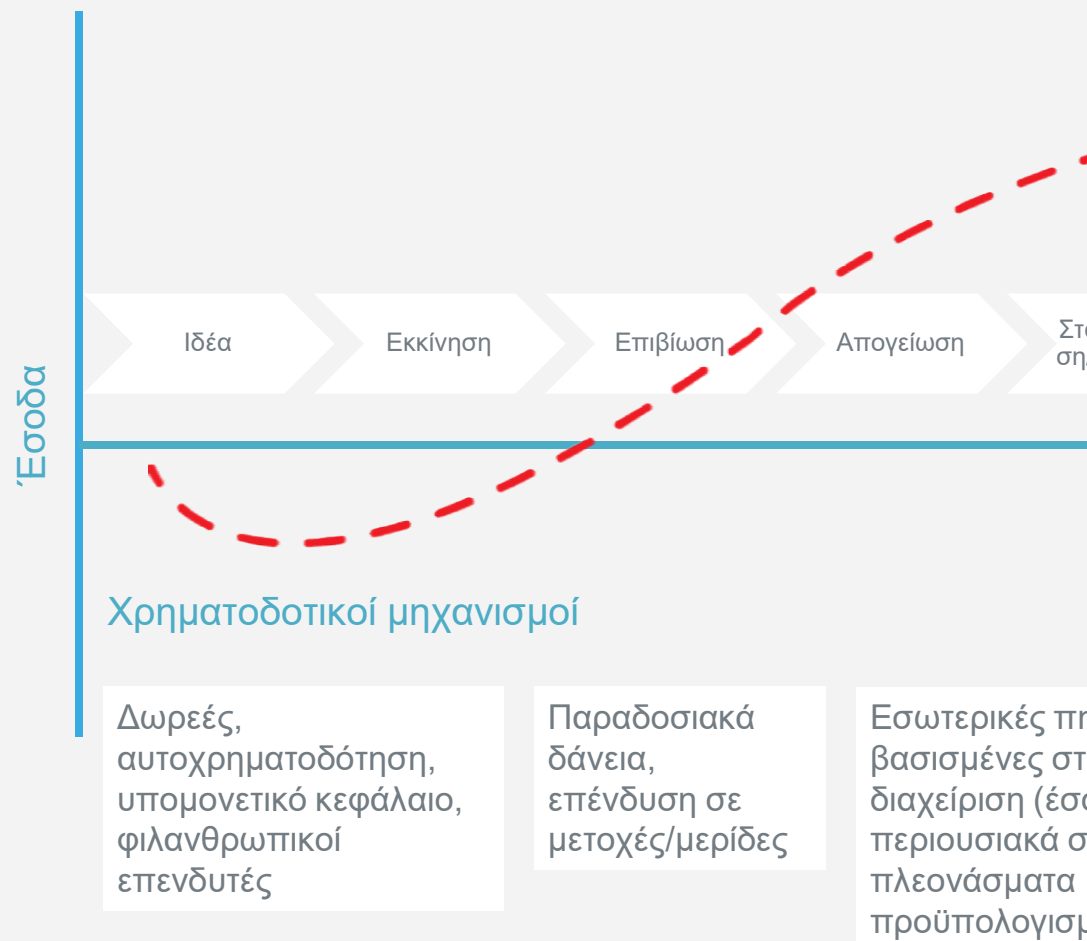 Ιδέα
Εκκίνηση
Επιβίωση
Απογείωση
Έσοδα
Χρηματοδοτικοί μηχανισμοί
Δωρεές,
αυτοχρηματοδότηση,
υπομονετικό κεφάλαιο,
φιλανθρωπικοί
επενδυτές
Παραδοσιακά
δάνεια,
επένδυση σε
μετοχές/μερίδες
Εσωτερικές
βασισμένες
διαχείριση
περιουσιακά
πλεονάσματα